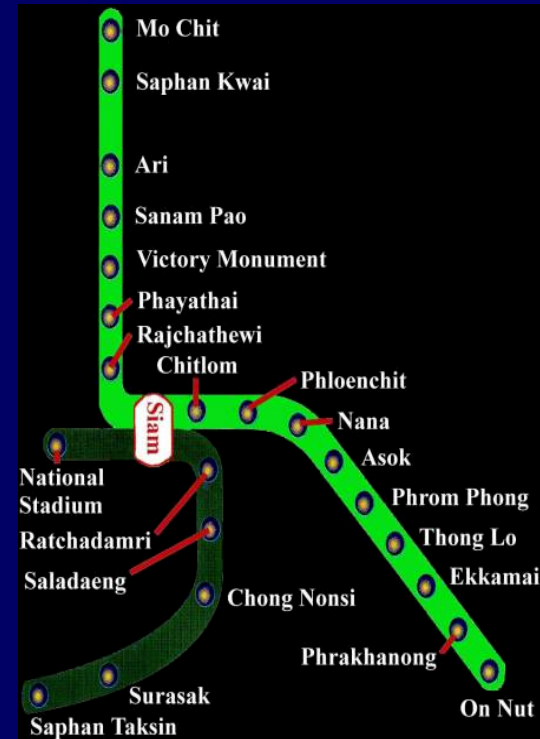 Mo Chit
Saphan Kwai
Ari
Sanam Pao
Victory Monument
Phayathai
Rajchathewi
Chitlom
Phloenchit
Siam
Nana
Asok
National
Stadium
Phrom Phong
Ratchadamri
Thong Lo
Saladaeng
Ekkamai
Chong Nonsi
Phrakhanong
Surasak
On Nut
Saphan Taksin